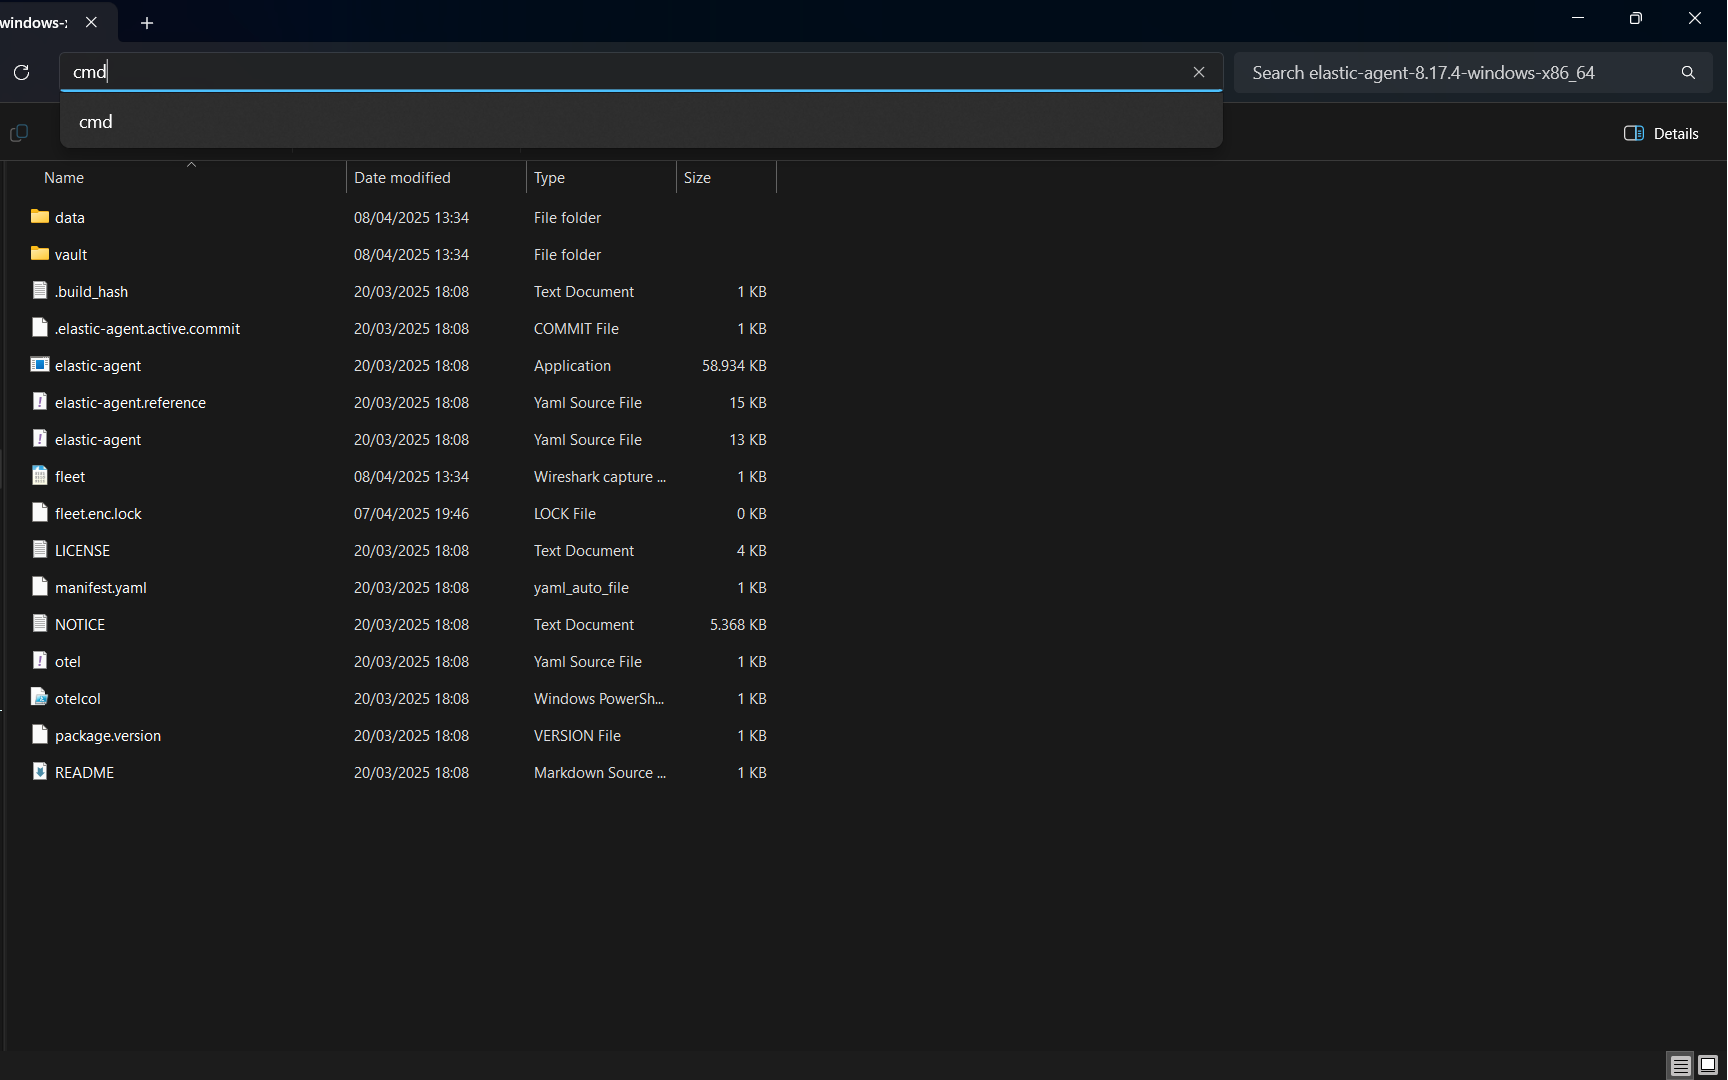 windows-:
cmd
Search elastic-agent-8.17.4-windows-x86_64
cmd
Details
Name Date modified Type Size
data 08/04/2025 13:34 File folder
vault 08/04/2025 13:34 File folder
.build_hash 20/03/2025 18:08 Text Document 1 KB
.elastic-agent.active.commit 20/03/2025 18:08 COMMIT File 1 KB
elastic-agent 20/03/2025 18:08 Application 58.934 KB
elastic-agent.reference 20/03/2025 18:08 Yaml Source File 15 KB
elastic-agent 20/03/2025 18:08 Yaml Source File 13 KB
fleet 08/04/2025 13:34 Wireshark capture ... 1 KB
fleet.enc.lock 07/04/2025 19:46 LOCK File 0 KB
LICENSE 20/03/2025 18:08 Text Document 4 KB
manifest.yaml 20/03/2025 18:08 yaml_auto_file 1 KB
NOTICE 20/03/2025 18:08 Text Document 5.368 KB
otel 20/03/2025 18:08 Yaml Source File 1 KB
otelcol 20/03/2025 18:08 Windows PowerSh... 1 KB
package.version 20/03/2025 18:08 VERSION File 1 KB
README 20/03/2025 18:08 Markdown Source ... 1 KB